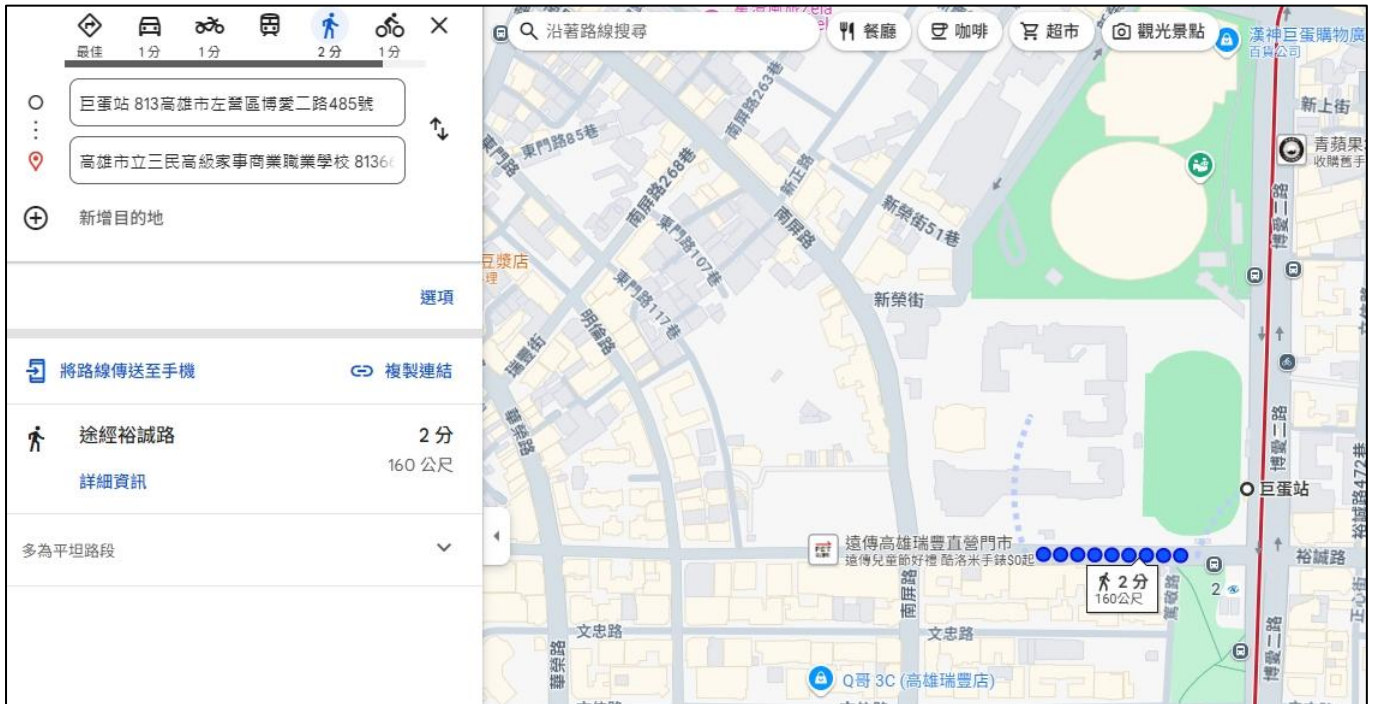 最佳
1 分
1 分
2 分
1 分
巨蛋站 813高雄市左營區博愛二路485號
高雄市立三民高級家事商業職業學校 8136
新增目的地
選項
將路線傳送至手機
複製連結
途經裕誠路
2 分
160 公尺
詳細資訊
多為平坦路段
沿著路線搜尋
餐廳
咖啡
超市
觀光景點
漢神巨蛋購物廣
百貨公司
新上街
青蘋果
收購舊手
南屏路263巷
東門路85巷
東門路
南屏路268巷
新正路
南屏路
新榮街51巷
東門路107巷
豆漿店
理
東門路117巷
新榮街
明倫路
瑞豐街
華榮路
博愛二路
博愛二路
巨蛋站
裕誠路472巷
遠傳高雄瑞豐直營門市
遠傳兒童節好禮 酷洛米手錶$0起
裕誠路
2 分
160公尺
2
南屏路
篤敬路
正心街
文忠路
文忠路
華榮路
博愛二路
Q哥 3C (高雄瑞豐店)